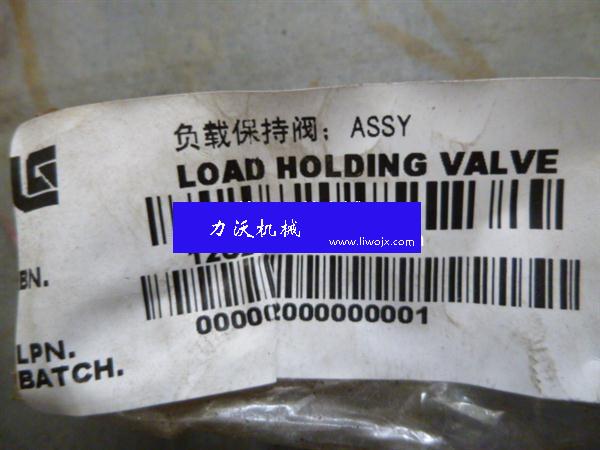 负载保持阀；ASSY
LOAD HOLDING VALVE
力沃机械
www.liwojx.com
BN.
LPN.
BATCH.